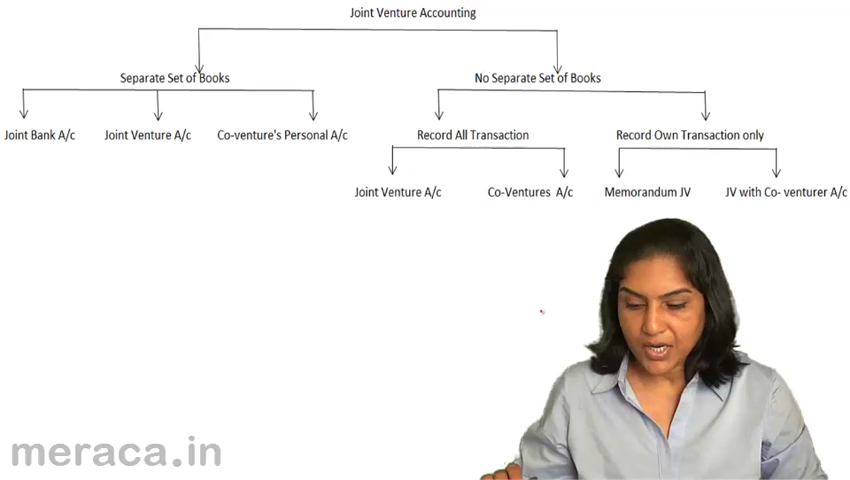 Joint Venture Accounting
Separate Set of Books
No Separate Set of Books
Joint Bank A/c
Joint Venture A/c
Co-venture's Personal A/c
Record All Transaction
Record Own Transaction only
Joint Venture A/c
Co-Ventures A/c
Memorandum JV
JV with Co- venturer A/c
meraca.in